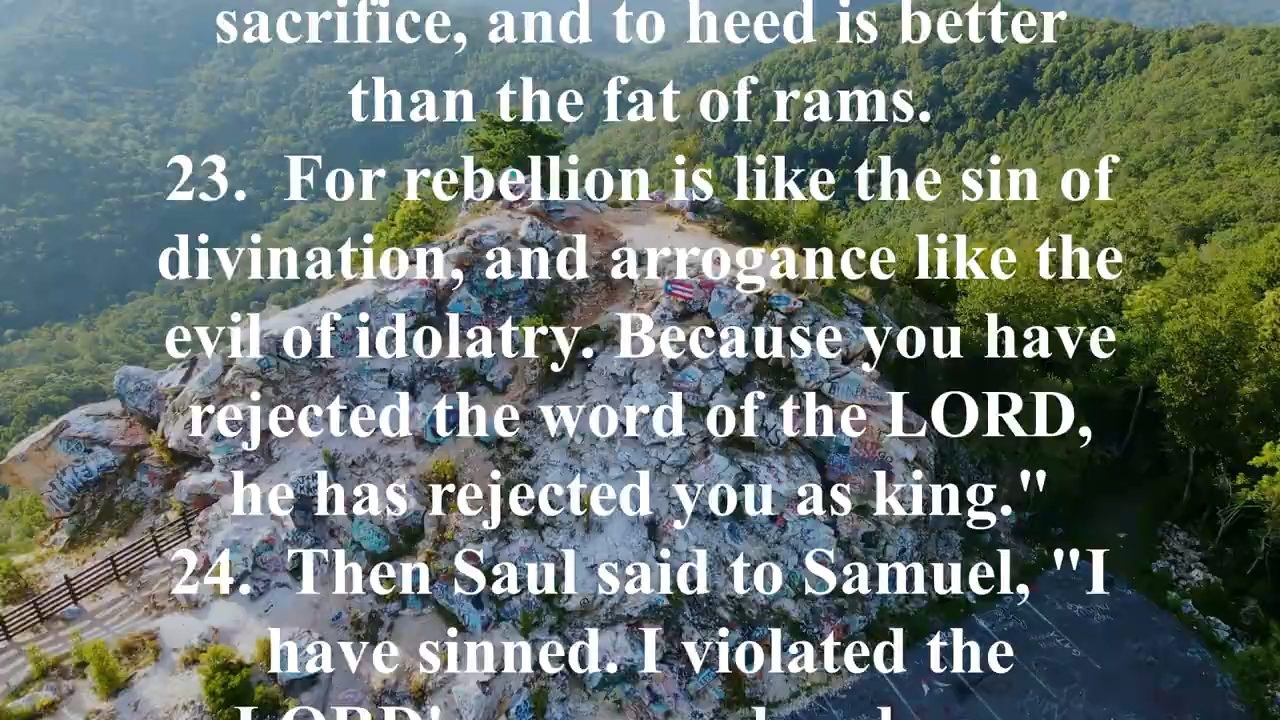 sacrifice, and to heed is better
than the fat of rams.
23.  For rebellion is like the sin of
divination, and arrogance like the
evil of idolatry. Because you have
rejected the word of the LORD,
he has rejected you as king."
24.  Then Saul said to Samuel, "I
have sinned. I violated the